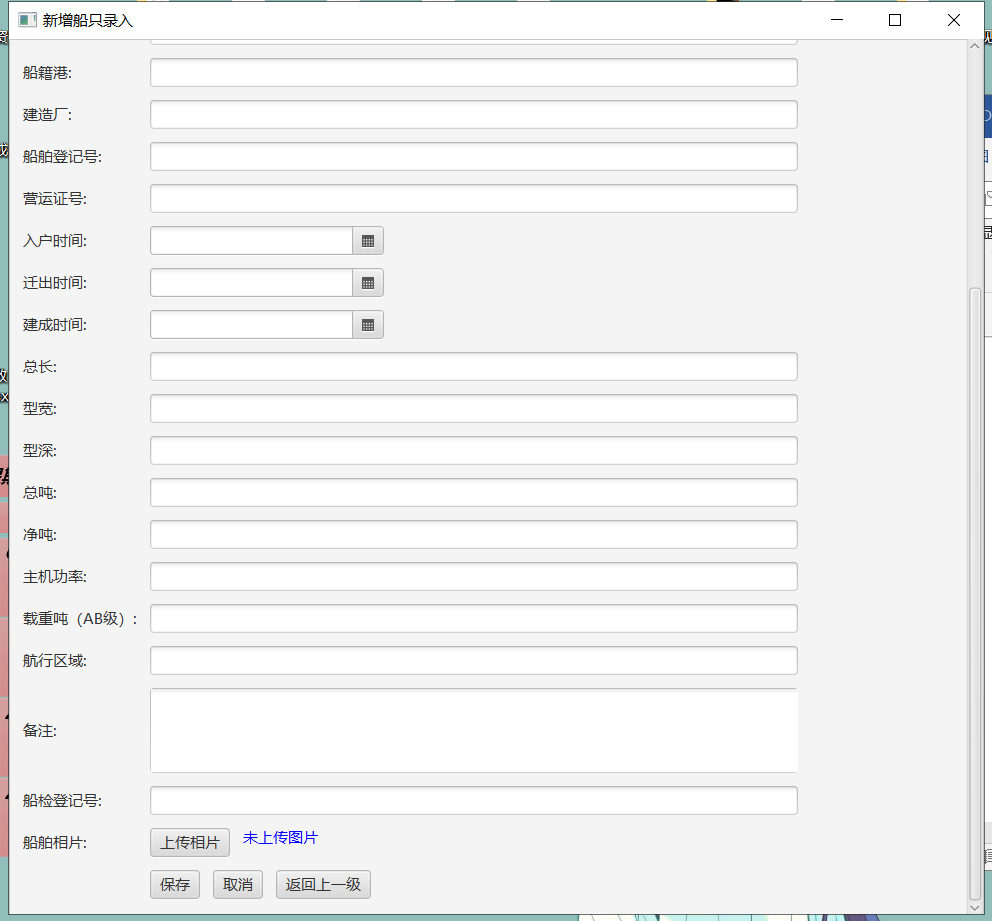 新增船只录入
船籍港:
建造厂:
船舶登记号:
营运证号:
入户时间:
迁出时间:
建成时间:
总长:
型宽:
型深:
总吨:
净吨:
主机功率:
载重吨（AB级）:
航行区域:
备注:
船检登记号:
船舶相片: 上传相片 未上传图片
保存 取消 返回上一级